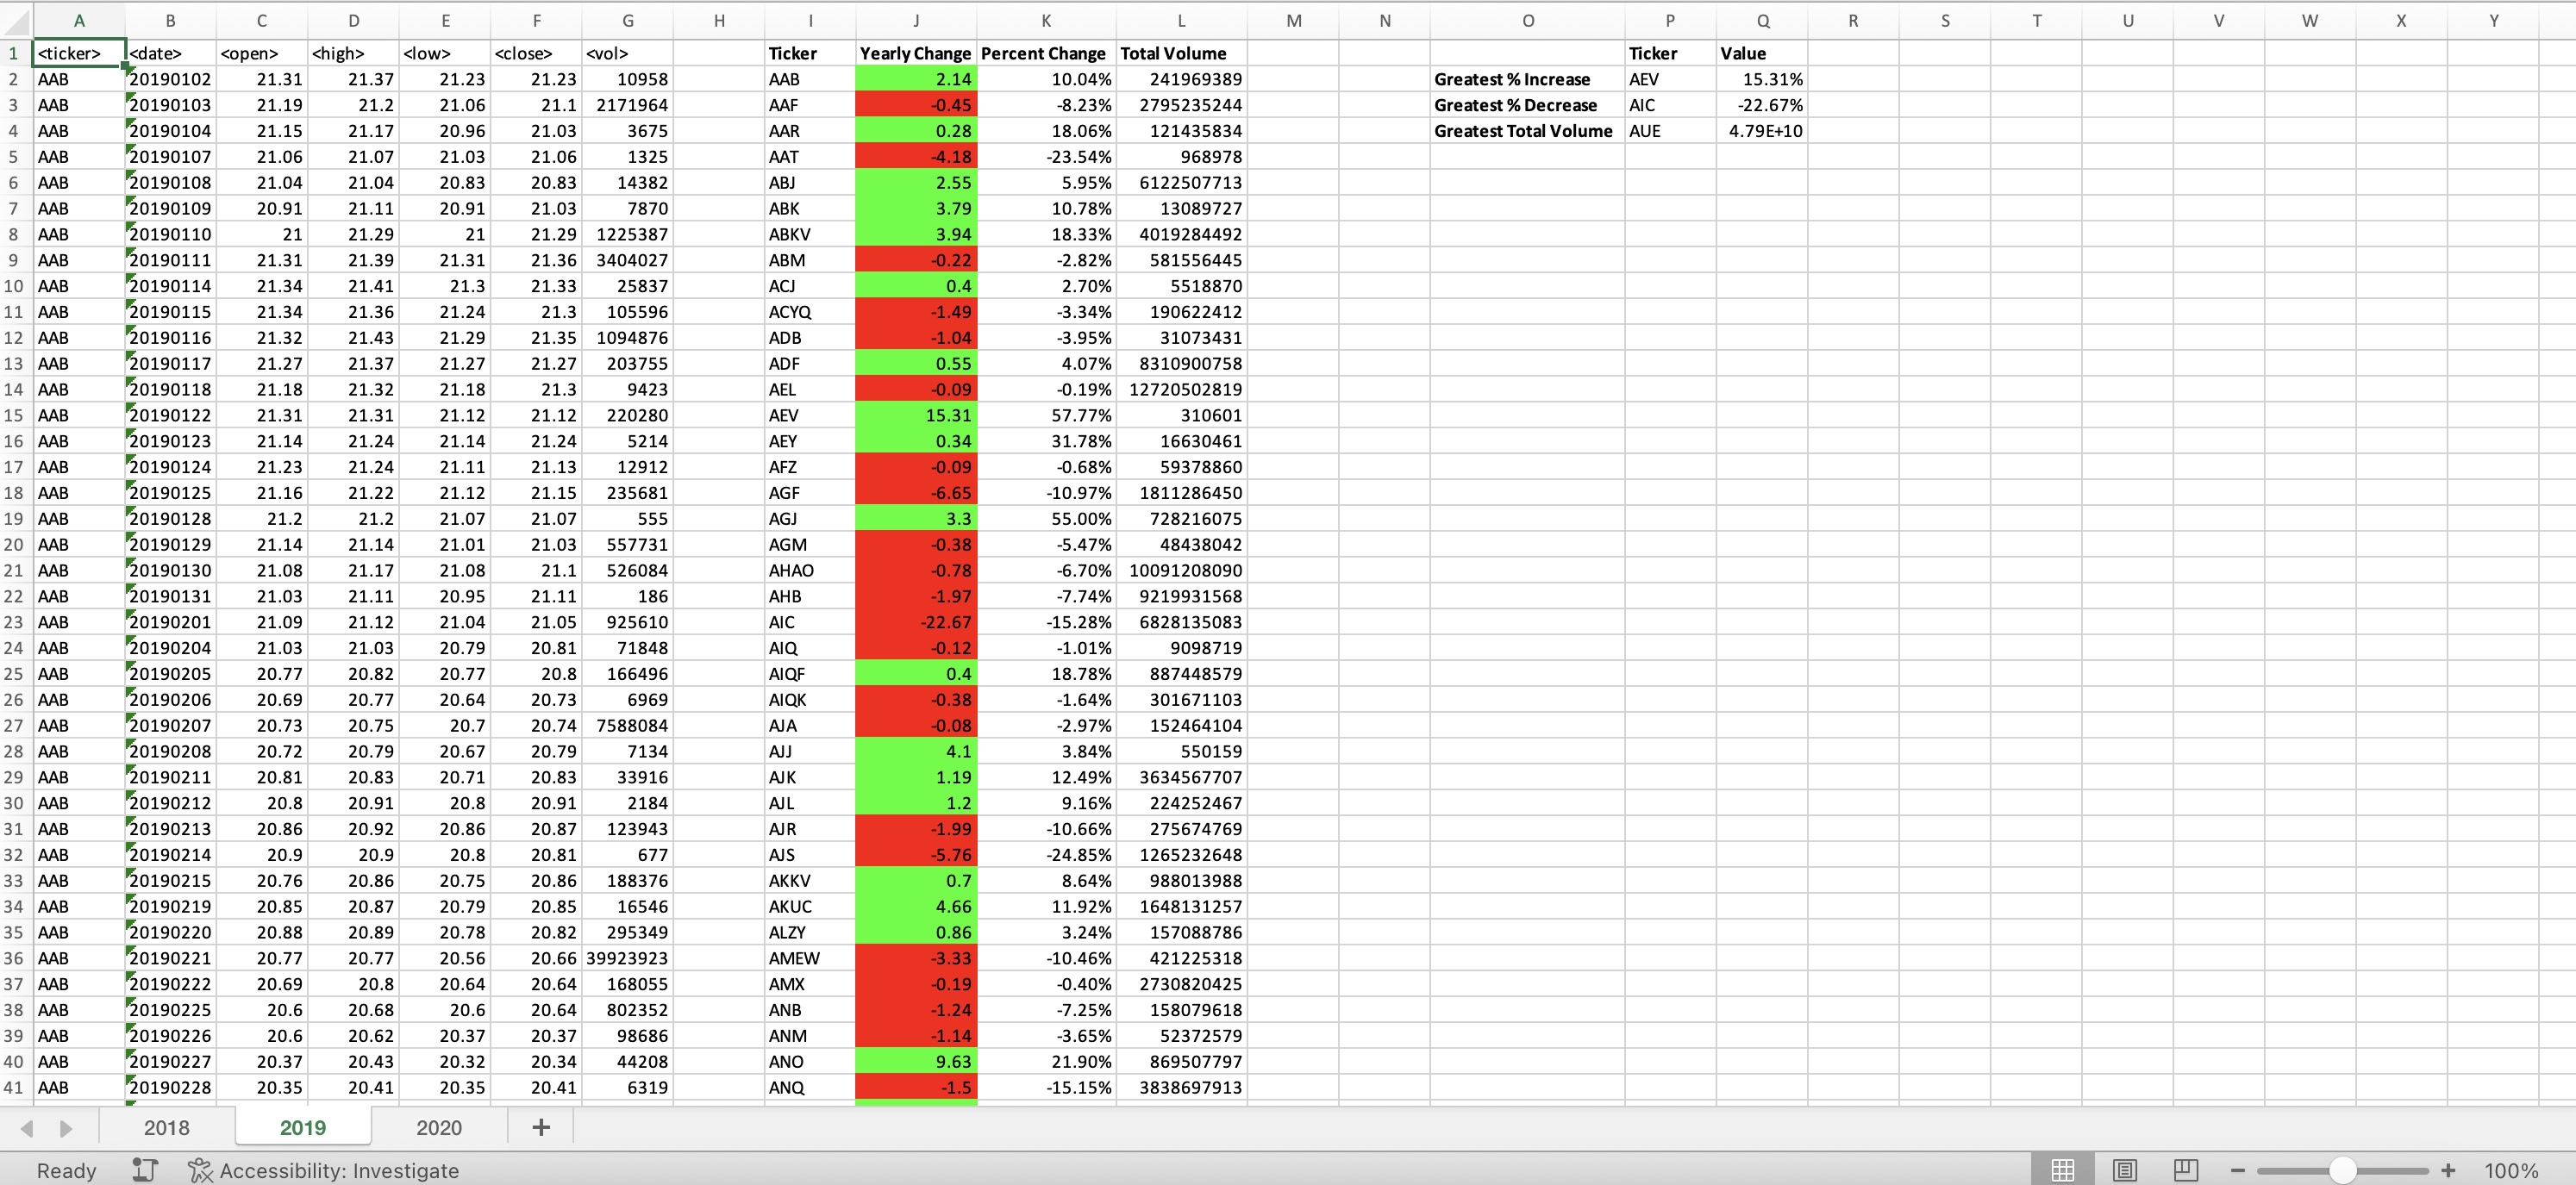 A B C D E F G H I J K L M N O P Q R S T U V W X Y
1 <ticker> <date> <open> <high> <low> <close> <vol> Ticker Yearly Change Percent Change Total Volume Ticker Value
2 AAB 20190102 21.31 21.37 21.23 21.23 10958 AAB 2.14 10.04% 241969389 Greatest % Increase AEV 15.31%
3 AAB 20190103 21.19 21.2 21.06 21.1 2171964 AAF -0.45 -8.23% 2795235244 Greatest % Decrease AIC -22.67%
4 AAB 20190104 21.15 21.17 20.96 21.03 3675 AAR 0.28 18.06% 121435834 Greatest Total Volume AUE 4.79E+10
5 AAB 20190107 21.06 21.07 21.03 21.06 1325 AAT -4.18 -23.54% 968978
6 AAB 20190108 21.04 21.04 20.83 20.83 14382 ABJ 2.55 5.95% 6122507713
7 AAB 20190109 20.91 21.11 20.91 21.03 7870 ABK 3.79 10.78% 13089727
8 AAB 20190110 21 21.29 21 21.29 1225387 ABKV 3.94 18.33% 4019284492
9 AAB 20190111 21.31 21.39 21.31 21.36 3404027 ABM -0.22 -2.82% 581556445
10 AAB 20190114 21.34 21.41 21.3 21.33 25837 ACJ 0.4 2.70% 5518870
11 AAB 20190115 21.34 21.36 21.24 21.3 105596 ACYQ -1.49 -3.34% 190622412
12 AAB 20190116 21.32 21.43 21.29 21.35 1094876 ADB -1.04 -3.95% 31073431
13 AAB 20190117 21.27 21.37 21.27 21.27 203755 ADF 0.55 4.07% 8310900758
14 AAB 20190118 21.18 21.32 21.18 21.3 9423 AEL -0.09 -0.19% 12720502819
15 AAB 20190122 21.31 21.31 21.12 21.12 220280 AEV 15.31 57.77% 310601
16 AAB 20190123 21.14 21.24 21.14 21.24 5214 AEY 0.34 31.78% 16630461
17 AAB 20190124 21.23 21.24 21.11 21.13 12912 AFZ -0.09 -0.68% 59378860
18 AAB 20190125 21.16 21.22 21.12 21.15 235681 AGF -6.65 -10.97% 1811286450
19 AAB 20190128 21.2 21.2 21.07 21.07 555 AGJ 3.3 55.00% 728216075
20 AAB 20190129 21.14 21.14 21.01 21.03 557731 AGM -0.38 -5.47% 48438042
21 AAB 20190130 21.08 21.17 21.08 21.1 526084 AHAO -0.78 -6.70% 10091208090
22 AAB 20190131 21.03 21.11 20.95 21.11 186 AHB -1.97 -7.74% 9219931568
23 AAB 20190201 21.09 21.12 21.04 21.05 925610 AIC -22.67 -15.28% 6828135083
24 AAB 20190204 21.03 21.03 20.79 20.81 71848 AIQ -0.12 -1.01% 9098719
25 AAB 20190205 20.77 20.82 20.77 20.8 166496 AIQF 0.4 18.78% 887448579
26 AAB 20190206 20.69 20.77 20.64 20.73 6969 AIQK -0.38 -1.64% 301671103
27 AAB 20190207 20.73 20.75 20.7 20.74 7588084 AJA -0.08 -2.97% 152464104
28 AAB 20190208 20.72 20.79 20.67 20.79 7134 AJJ 4.1 3.84% 550159
29 AAB 20190211 20.81 20.83 20.71 20.83 33916 AJK 1.19 12.49% 3634567707
30 AAB 20190212 20.8 20.91 20.8 20.91 2184 AJL 1.2 9.16% 224252467
31 AAB 20190213 20.86 20.92 20.86 20.87 123943 AJR -1.99 -10.66% 275674769
32 AAB 20190214 20.9 20.9 20.8 20.81 677 AJS -5.76 -24.85% 1265232648
33 AAB 20190215 20.76 20.86 20.75 20.86 188376 AKKV 0.7 8.64% 988013988
34 AAB 20190219 20.85 20.87 20.79 20.85 16546 AKUC 4.66 11.92% 1648131257
35 AAB 20190220 20.88 20.89 20.78 20.82 295349 ALZY 0.86 3.24% 157088786
36 AAB 20190221 20.77 20.77 20.56 20.66 39923923 AMEW -3.33 -10.46% 421225318
37 AAB 20190222 20.69 20.8 20.64 20.64 168055 AMX -0.19 -0.40% 2730820425
38 AAB 20190225 20.6 20.68 20.6 20.64 802352 ANB -1.24 -7.25% 158079618
39 AAB 20190226 20.6 20.62 20.37 20.37 98686 ANM -1.14 -3.65% 52372579
40 AAB 20190227 20.37 20.43 20.32 20.34 44208 ANO 9.63 21.90% 869507797
41 AAB 20190228 20.35 20.41 20.35 20.41 6319 ANQ -1.5 -15.15% 3838697913
2018 2019 2020 +
Ready Accessibility: Investigate 100%